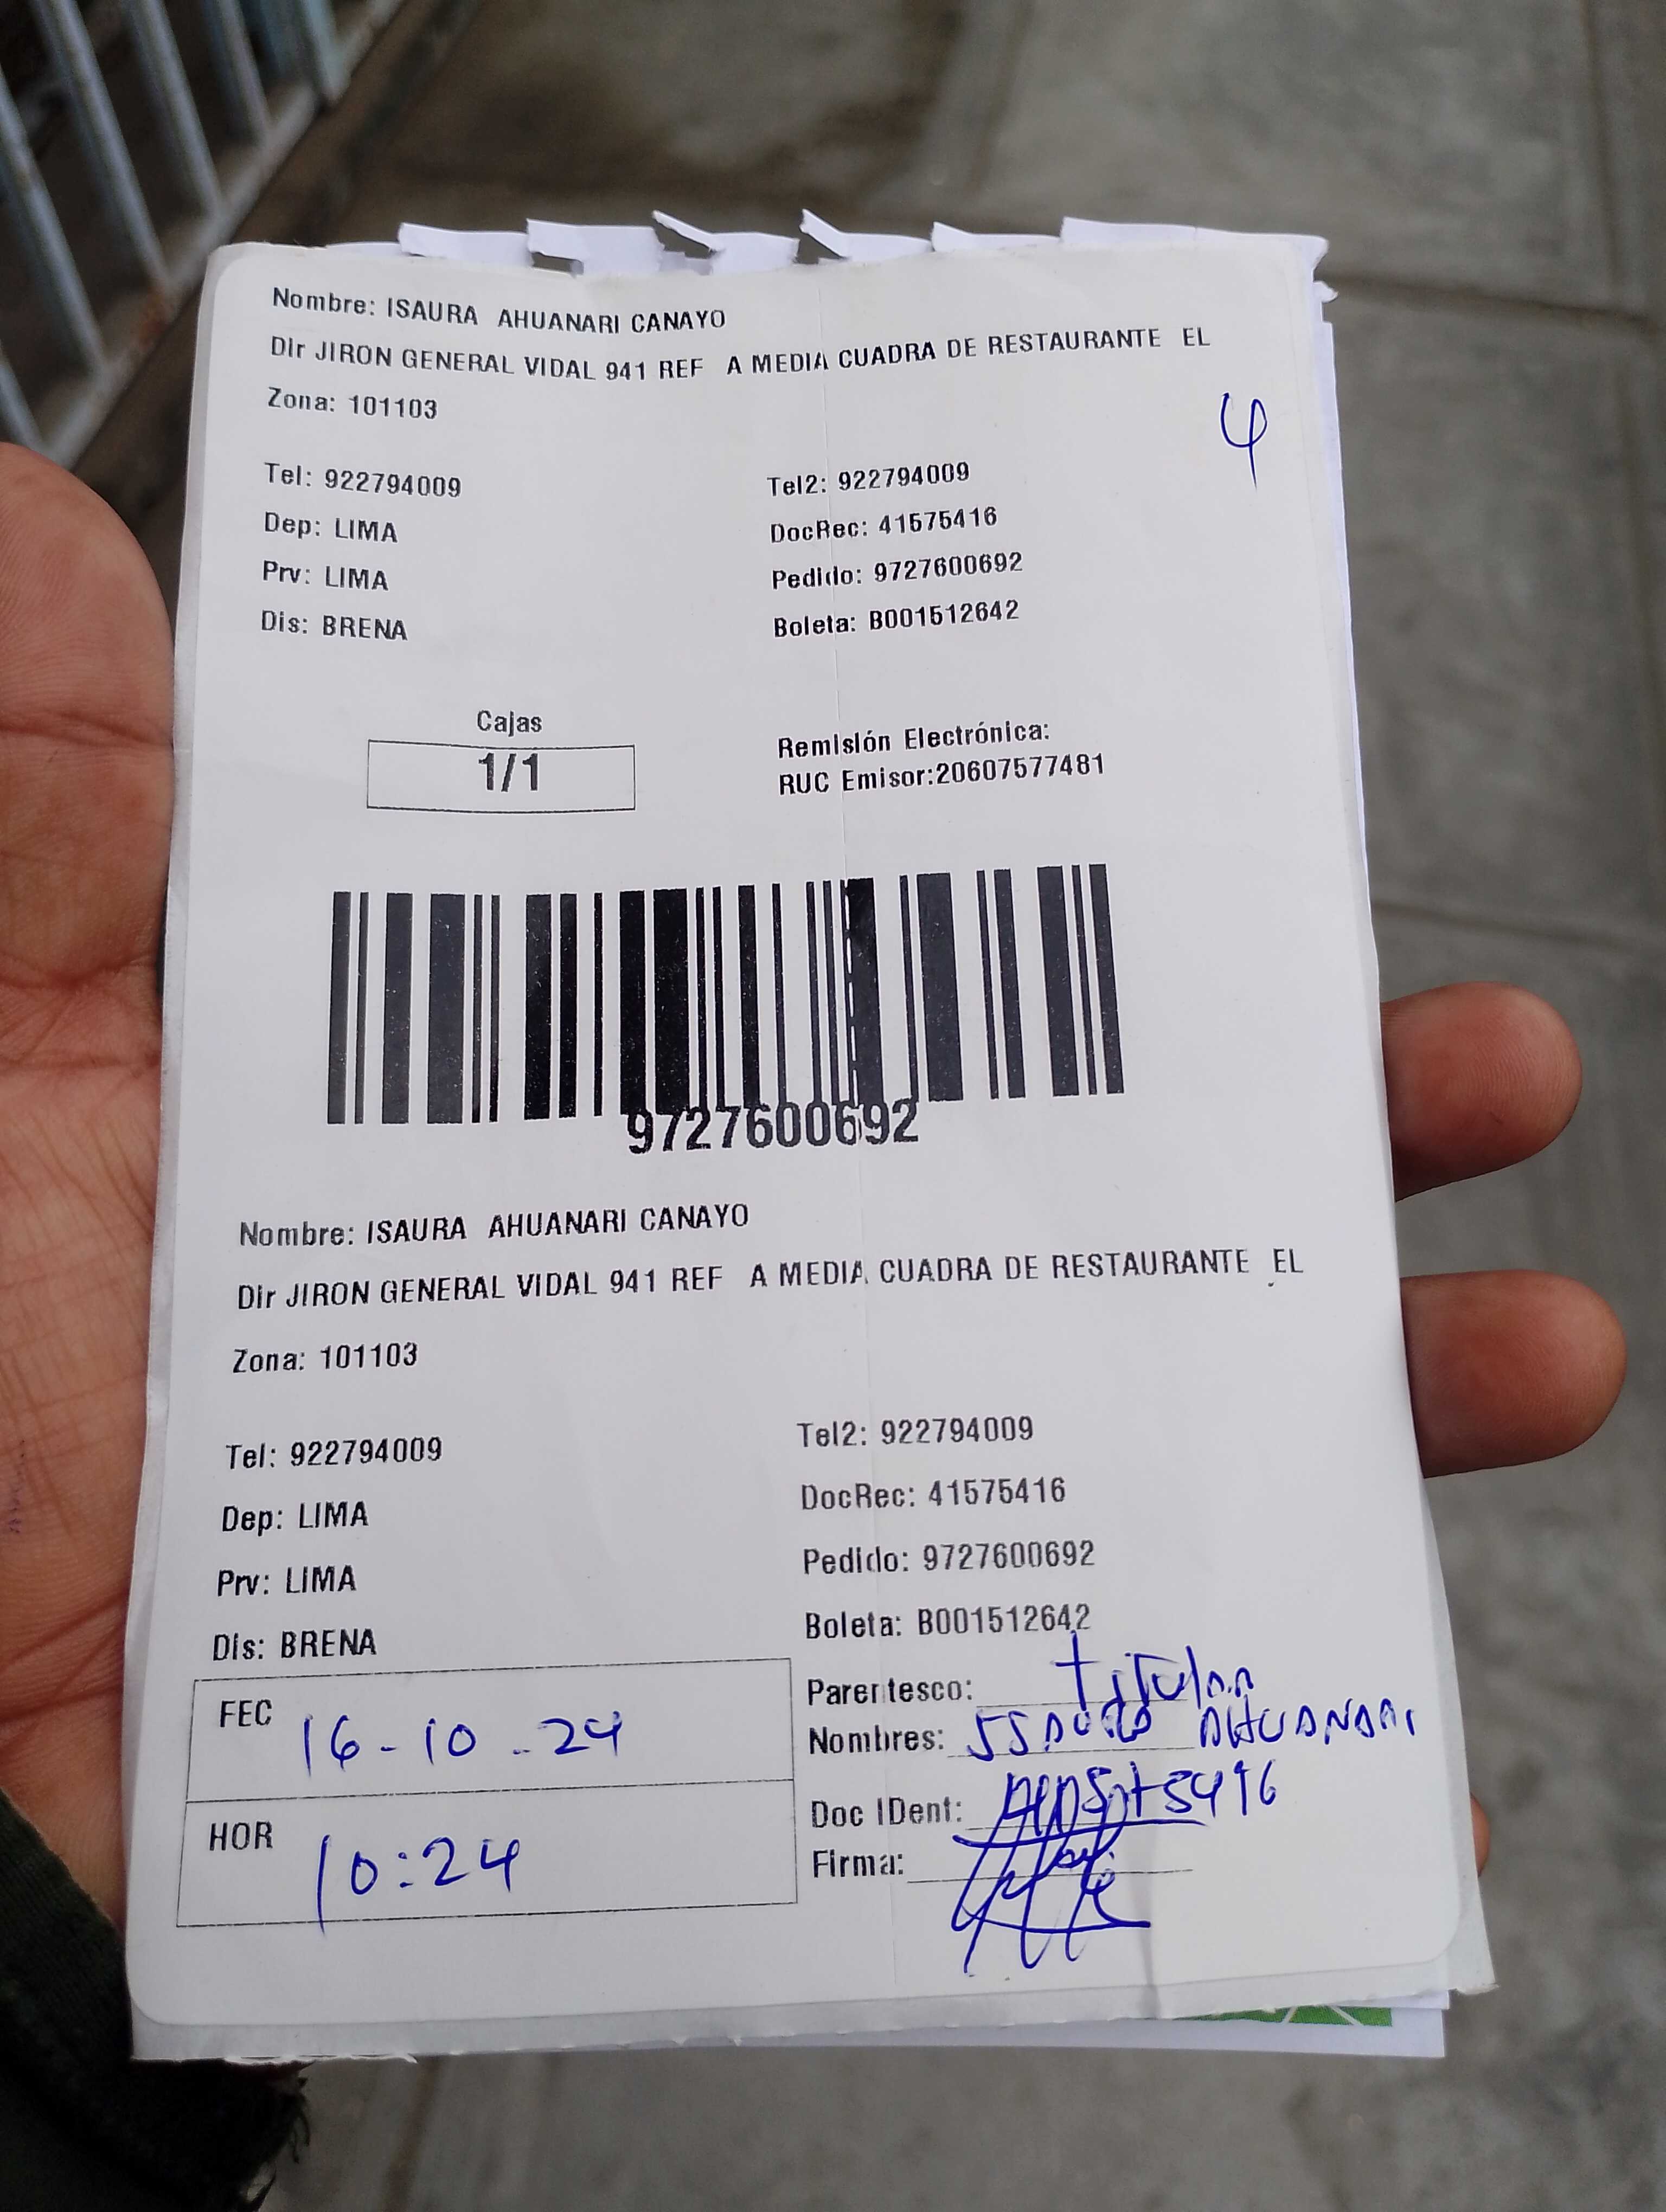 Nombre: ISAURA AHUANARI CANAYO
Dir JIRON GENERAL VIDAL 941 REF A MEDIA CUADRA DE RESTAURANTE EL
Zona: 101103
4
Tel: 922794009 Tel2: 922794009
Dep: LIMA DocRec: 41575416
Prv: LIMA Pedido: 9727600692
Dis: BRENA Boleta: B001512642
Cajas
1/1
Remisión Electrónica:
RUC Emisor:20607577481
9727600692
Nombre: ISAURA AHUANARI CANAYO
Dir JIRON GENERAL VIDAL 941 REF A MEDIA CUADRA DE RESTAURANTE EL
Zona: 101103
Tel: 922794009 Tel2: 922794009
Dep: LIMA DocRec: 41575416
Prv: LIMA Pedido: 9727600692
Dis: BRENA Boleta: B001512642
FEC 16-10-24
HOR 10:24
Parentesco: titular
Nombres: AHUANARI
Doc IDent:
Firma: